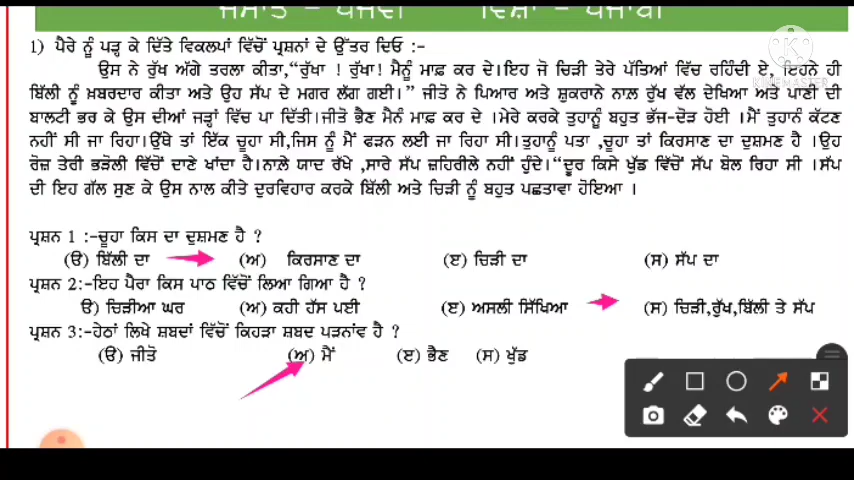 ਜਮਾਤ - ਪੰਜਵੀਂ ਵਿਸ਼ਾ - ਪੰਜਾਬੀ
1) ਪੈਰੇ ਨੂੰ ਪੜ੍ਹ ਕੇ ਦਿੱਤੇ ਵਿਕਲਪਾਂ ਵਿੱਚੋਂ ਪ੍ਰਸ਼ਨਾਂ ਦੇ ਉੱਤਰ ਦਿਓ :-
ਉਸ ਨੇ ਰੁੱਖ ਅੱਗੇ ਤਰਲਾ ਕੀਤਾ,“ਰੁੱਖਾ ! ਰੁੱਖਾ! ਮੈਨੂੰ ਮਾਫ਼ ਕਰ ਦੇ।ਇਹ ਜੋ ਚਿੜੀ ਤੇਰੇ ਪੱਤਿਆਂ ਵਿੱਚ ਰਹਿੰਦੀ ਏ, ਇਹਨੇ ਹੀ
ਬਿੱਲੀ ਨੂੰ ਖ਼ਬਰਦਾਰ ਕੀਤਾ ਅਤੇ ਉਹ ਸੱਪ ਦੇ ਮਗਰ ਲੱਗ ਗਈ।” ਜੀਤੋ ਨੇ ਪਿਆਰ ਅਤੇ ਸ਼ੁਕਰਾਨੇ ਨਾਲ਼ ਰੁੱਖ ਵੱਲ ਦੇਖਿਆ ਅਤੇ ਪਾਣੀ ਦੀ
ਬਾਲਟੀ ਭਰ ਕੇ ਉਸ ਦੀਆਂ ਜੜ੍ਹਾਂ ਵਿੱਚ ਪਾ ਦਿੱਤੀ।ਜੀਤੋ ਭੈਣ ਮੈਨੰ ਮਾਫ਼ ਕਰ ਦੇ ।ਮੇਰੇ ਕਰਕੇ ਤੁਹਾਨੂੰ ਬਹੁਤ ਭੱਜ-ਦੋੜ ਹੋਈ ।ਮੈਂ ਤੁਹਾਨੰ ਕੱਟਣ
ਨਹੀਂ ਸੀ ਜਾ ਰਿਹਾ।ਉੱਥੇ ਤਾਂ ਇੱਕ ਚੂਹਾ ਸੀ,ਜਿਸ ਨੂੰ ਮੈਂ ਫੜਨ ਲਈ ਜਾ ਰਿਹਾ ਸੀ।ਤੁਹਾਨੂੰ ਪਤਾ ,ਚੂਹਾ ਤਾਂ ਕਿਰਸਾਣ ਦਾ ਦੁਸ਼ਮਣ ਹੈ ।ਉਹ
ਰੋਜ਼ ਤੇਰੀ ਭੜੋਲੀ ਵਿੱਚੋਂ ਦਾਣੇ ਖਾਂਦਾ ਹੈ।ਨਾਲ਼ੇ ਯਾਦ ਰੱਖੇ ,ਸਾਰੇ ਸੱਪ ਜ਼ਹਿਰੀਲੇ ਨਹੀਂ ਹੁੰਦੇ।“ਦੂਰ ਕਿਸੇ ਖੁੱਡ ਵਿੱਚੋਂ ਸੱਪ ਬੋਲ ਰਿਹਾ ਸੀ ।ਸੱਪ
ਦੀ ਇਹ ਗੱਲ ਸੁਣ ਕੇ ਉਸ ਨਾਲ ਕੀਤੇ ਦੁਰਵਿਹਾਰ ਕਰਕੇ ਬਿੱਲੀ ਅਤੇ ਚਿੜੀ ਨੂੰ ਬਹੁਤ ਪਛਤਾਵਾ ਹੋਇਆ ।
ਪ੍ਰਸ਼ਨ 1 :-ਚੂਹਾ ਕਿਸ ਦਾ ਦੁਸ਼ਮਣ ਹੈ ?
(ੳ) ਬਿੱਲੀ ਦਾ (ਅ) ਕਿਰਸਾਣ ਦਾ (ੲ) ਚਿੜੀ ਦਾ (ਸ) ਸੱਪ ਦਾ
ਪ੍ਰਸ਼ਨ 2:-ਇਹ ਪੈਰਾ ਕਿਸ ਪਾਠ ਵਿੱਚੋਂ ਲਿਆ ਗਿਆ ਹੈ ?
ੳ) ਚਿੜੀਆ ਘਰ (ਅ) ਕਹੀ ਹੱਸ ਪਈ (ੲ) ਅਸਲੀ ਸਿੱਖਿਆ (ਸ) ਚਿੜੀ,ਰੁੱਖ,ਬਿੱਲੀ ਤੇ ਸੱਪ
ਪ੍ਰਸ਼ਨ 3:-ਹੇਠਾਂ ਲਿਖੇ ਸ਼ਬਦਾਂ ਵਿੱਚੋਂ ਕਿਹੜਾ ਸ਼ਬਦ ਪੜਨਾਂਵ ਹੈ ?
(ੳ) ਜੀਤੋ (ਅ) ਮੈਂ (ੲ) ਭੈਣ (ਸ) ਖੁੱਡ
KINEMASTER